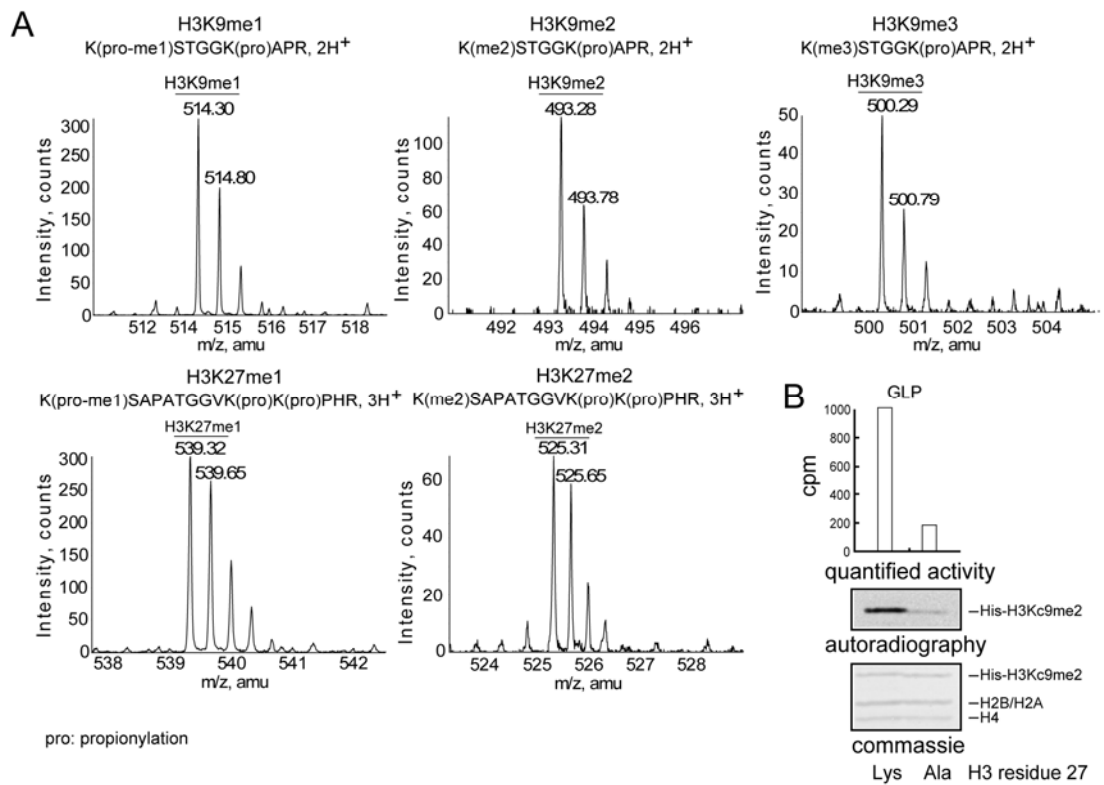 A
H3K9me1
K(pro-me1)STGGK(pro)APR, 2H+
H3K9me1
514.30
514.80
Intensity, counts
300
250
200
150
100
50
0
512 514 515 516 517 518
m/z, amu
H3K9me2
K(me2)STGGK(pro)APR, 2H+
H3K9me2
493.28
493.78
Intensity, counts
100
80
60
40
20
0
492 493 494 495 496
m/z, amu
H3K9me3
K(me3)STGGK(pro)APR, 2H+
H3K9me3
500.29
500.79
Intensity, counts
50
40
30
20
10
0
500 501 502 503 504
m/z, amu
H3K27me1
K(pro-me1)SAPATGGVK(pro)K(pro)PHR, 3H+
H3K27me1
539.32
539.65
Intensity, counts
300
250
200
150
100
50
0
538 539 540 541 542
m/z, amu
H3K27me2
K(me2)SAPATGGVK(pro)K(pro)PHR, 3H+
H3K27me2
525.31
525.65
Intensity, counts
60
40
20
0
524 525 526 527 528
m/z, amu
pro: propionylation
B
GLP
cpm
1000
800
600
400
200
0
quantified activity
His-H3Kc9me2
autoradiography
His-H3Kc9me2
H2B/H2A
H4
commassie
Lys Ala H3 residue 27